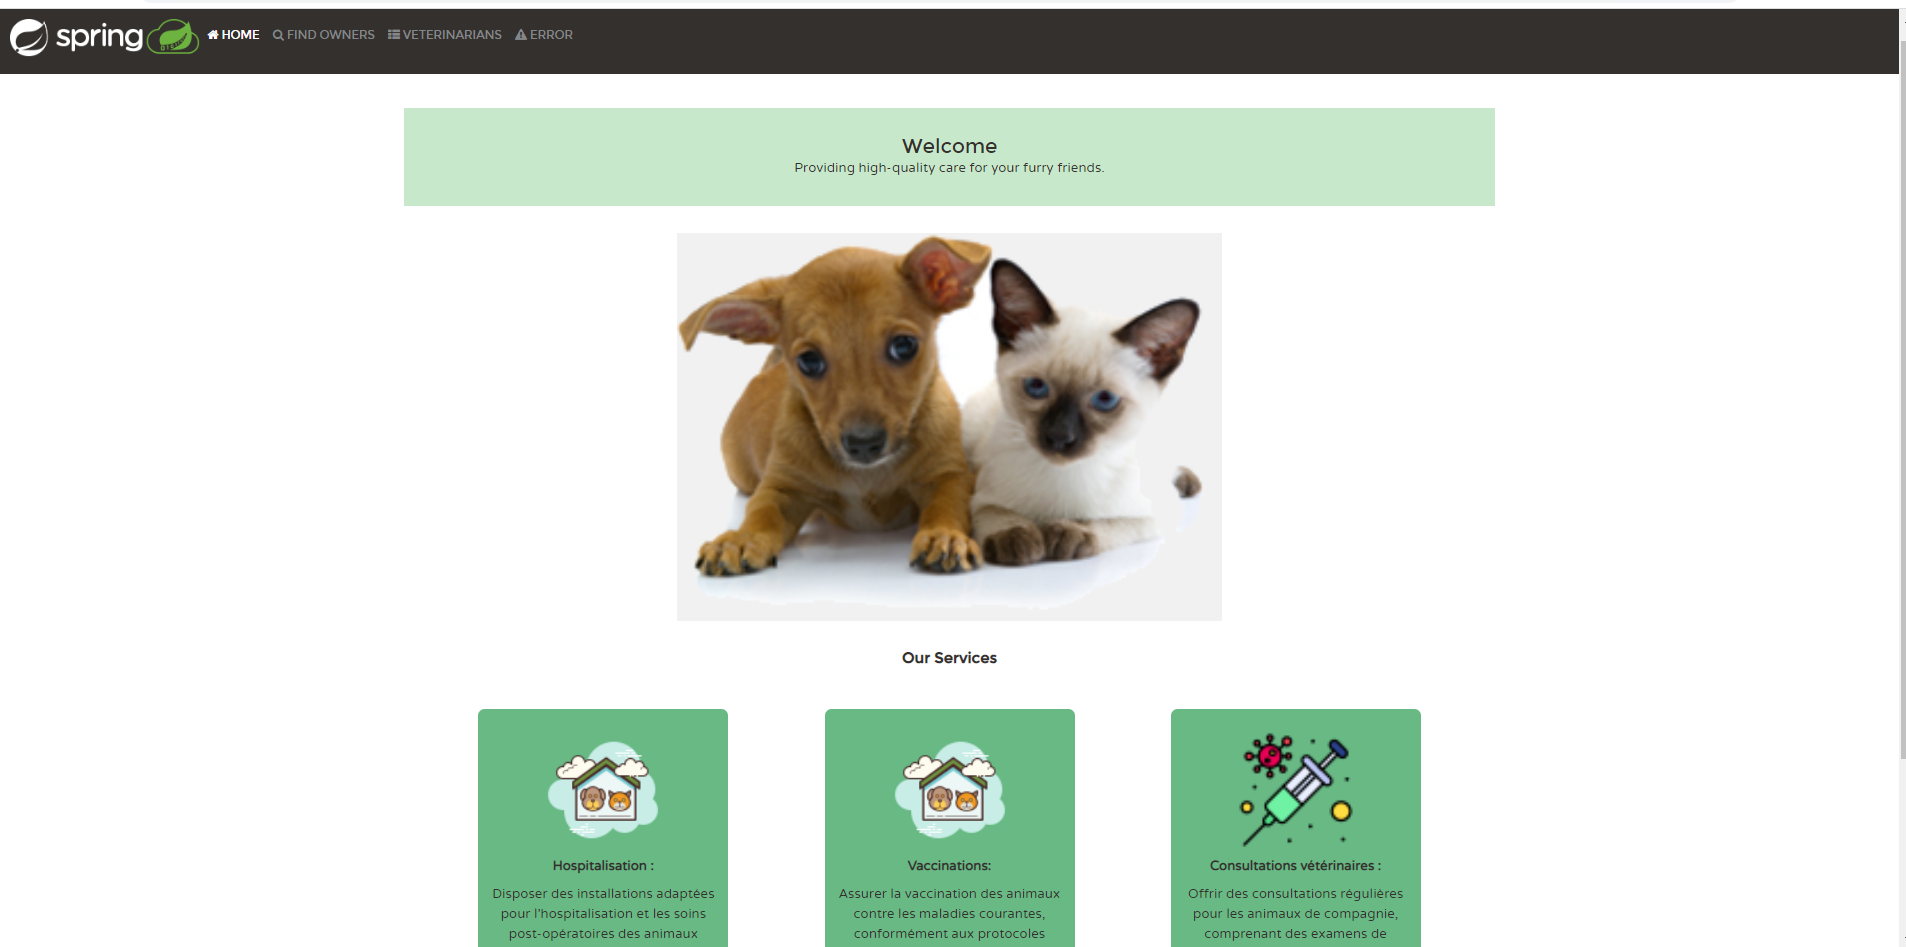 spring HOME FIND OWNERS VETERINARIANS ERROR
Welcome
Providing high-quality care for your furry friends.
Our Services
Hospitalisation :
Disposer des installations adaptées
pour l'hospitalisation et les soins
post-opératoires des animaux
Vaccinations:
Assurer la vaccination des animaux
contre les maladies courantes,
conformément aux protocoles
Consultations vétérinaires :
Offrir des consultations régulières
pour les animaux de compagnie,
comprenant des examens de